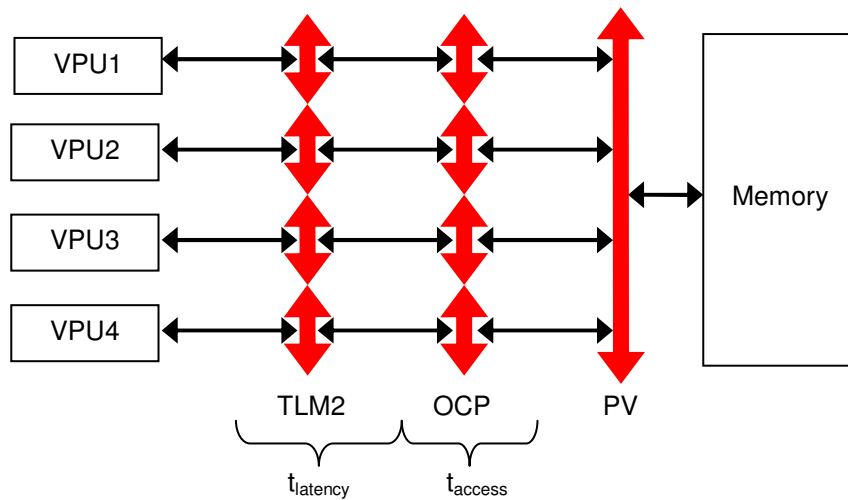 VPU1
VPU2
VPU3
VPU4
Memory
TLM2 OCP PV
tlatency taccess